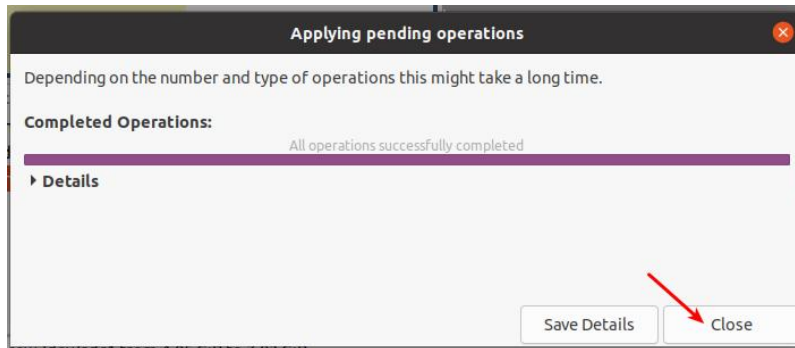 Applying pending operations
Depending on the number and type of operations this might take a long time.
Completed Operations:
All operations successfully completed
Details
Save Details
Close